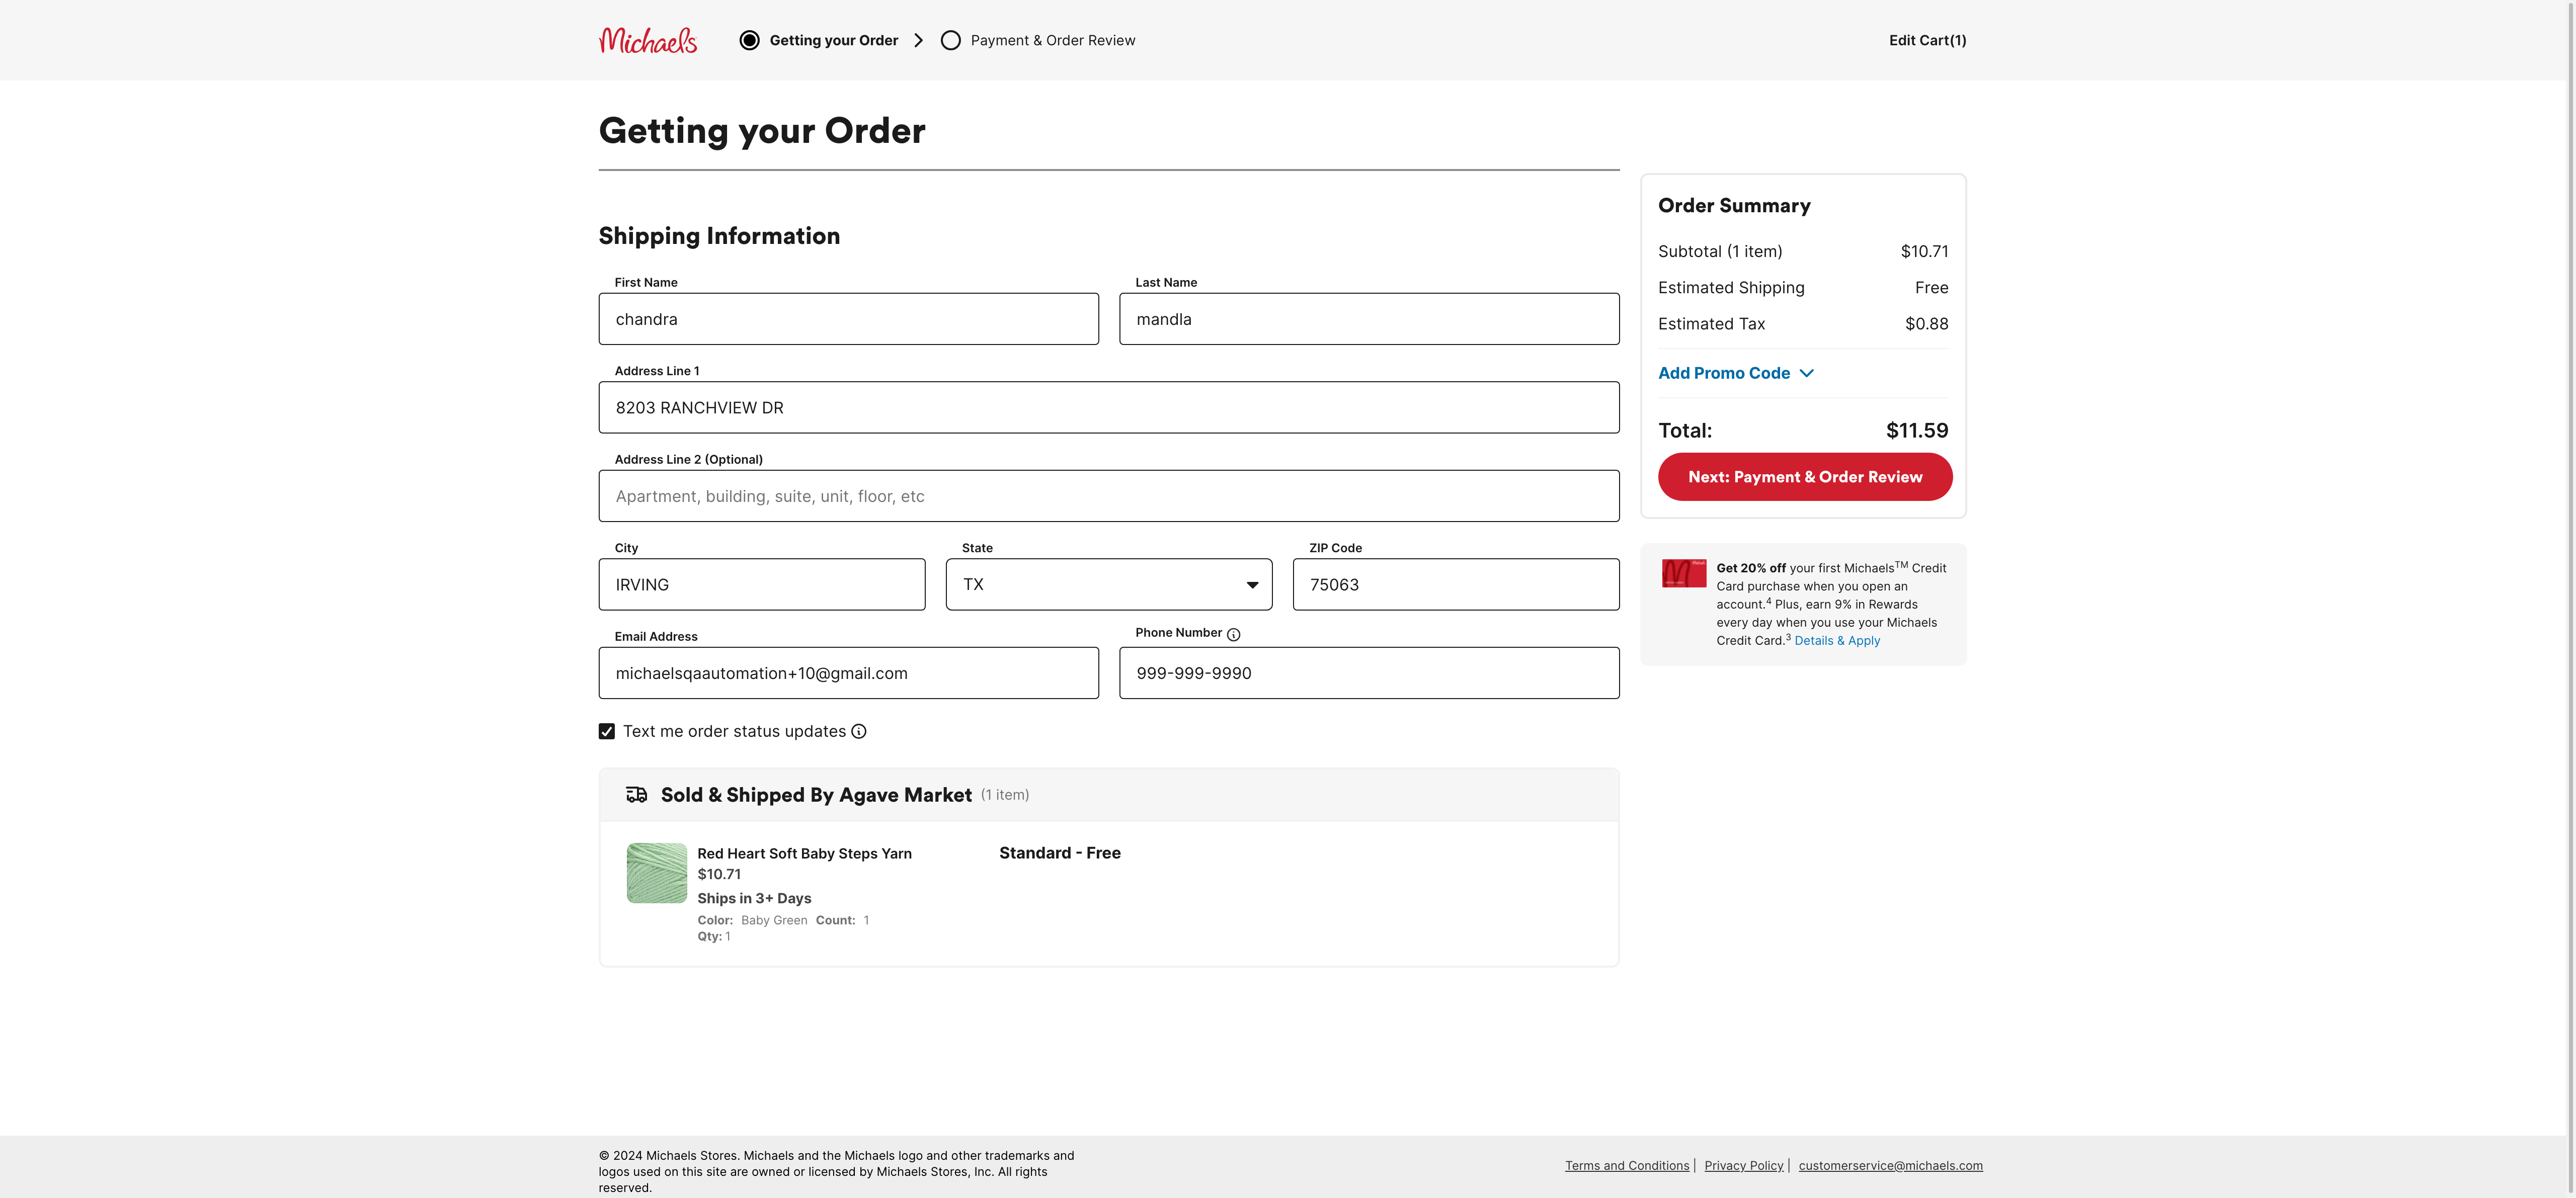 Michaels
Getting your Order
Payment & Order Review
Edit Cart(1)
Getting your Order
Shipping Information
First Name
Last Name
chandra
mandla
Address Line 1
8203 RANCHVIEW DR
Address Line 2 (Optional)
Apartment, building, suite, unit, floor, etc
City
State
ZIP Code
IRVING
TX
75063
Email Address
Phone Number
michaelsqaautomation+10@gmail.com
999-999-9990
Text me order status updates
Sold & Shipped By Agave Market (1 item)
Red Heart Soft Baby Steps Yarn
Standard - Free
$10.71
Ships in 3+ Days
Color: Baby Green Count: 1
Qty: 1
Order Summary
Subtotal (1 item) $10.71
Estimated Shipping Free
Estimated Tax $0.88
Add Promo Code
Total: $11.59
Next: Payment & Order Review
Get 20% off your first Michaels™ Credit
Card purchase when you open an
account.⁴ Plus, earn 9% in Rewards
every day when you use your Michaels
Credit Card.³ Details & Apply
© 2024 Michaels Stores. Michaels and the Michaels logo and other trademarks and
logos used on this site are owned or licensed by Michaels Stores, Inc. All rights
reserved.
Terms and Conditions | Privacy Policy | customerservice@michaels.com